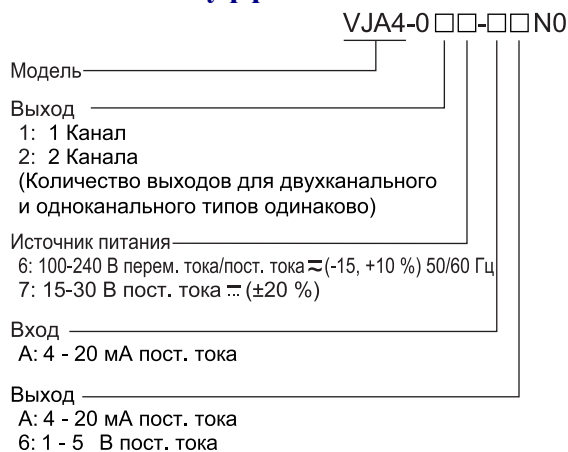 VJA4-0□□-□□N0
Модель
Выход
1: 1 Канал
2: 2 Канала
(Количество выходов для двухканального
и одноканального типов одинаково)
Источник питания
6: 100-240 В перем. тока/пост. тока ⎓ (-15, +10 %) 50/60 Гц
7: 15-30 В пост. тока ⎓ (±20 %)
Вход
A: 4 - 20 мА пост. тока
Выход
A: 4 - 20 мА пост. тока
6: 1 - 5 В пост. тока